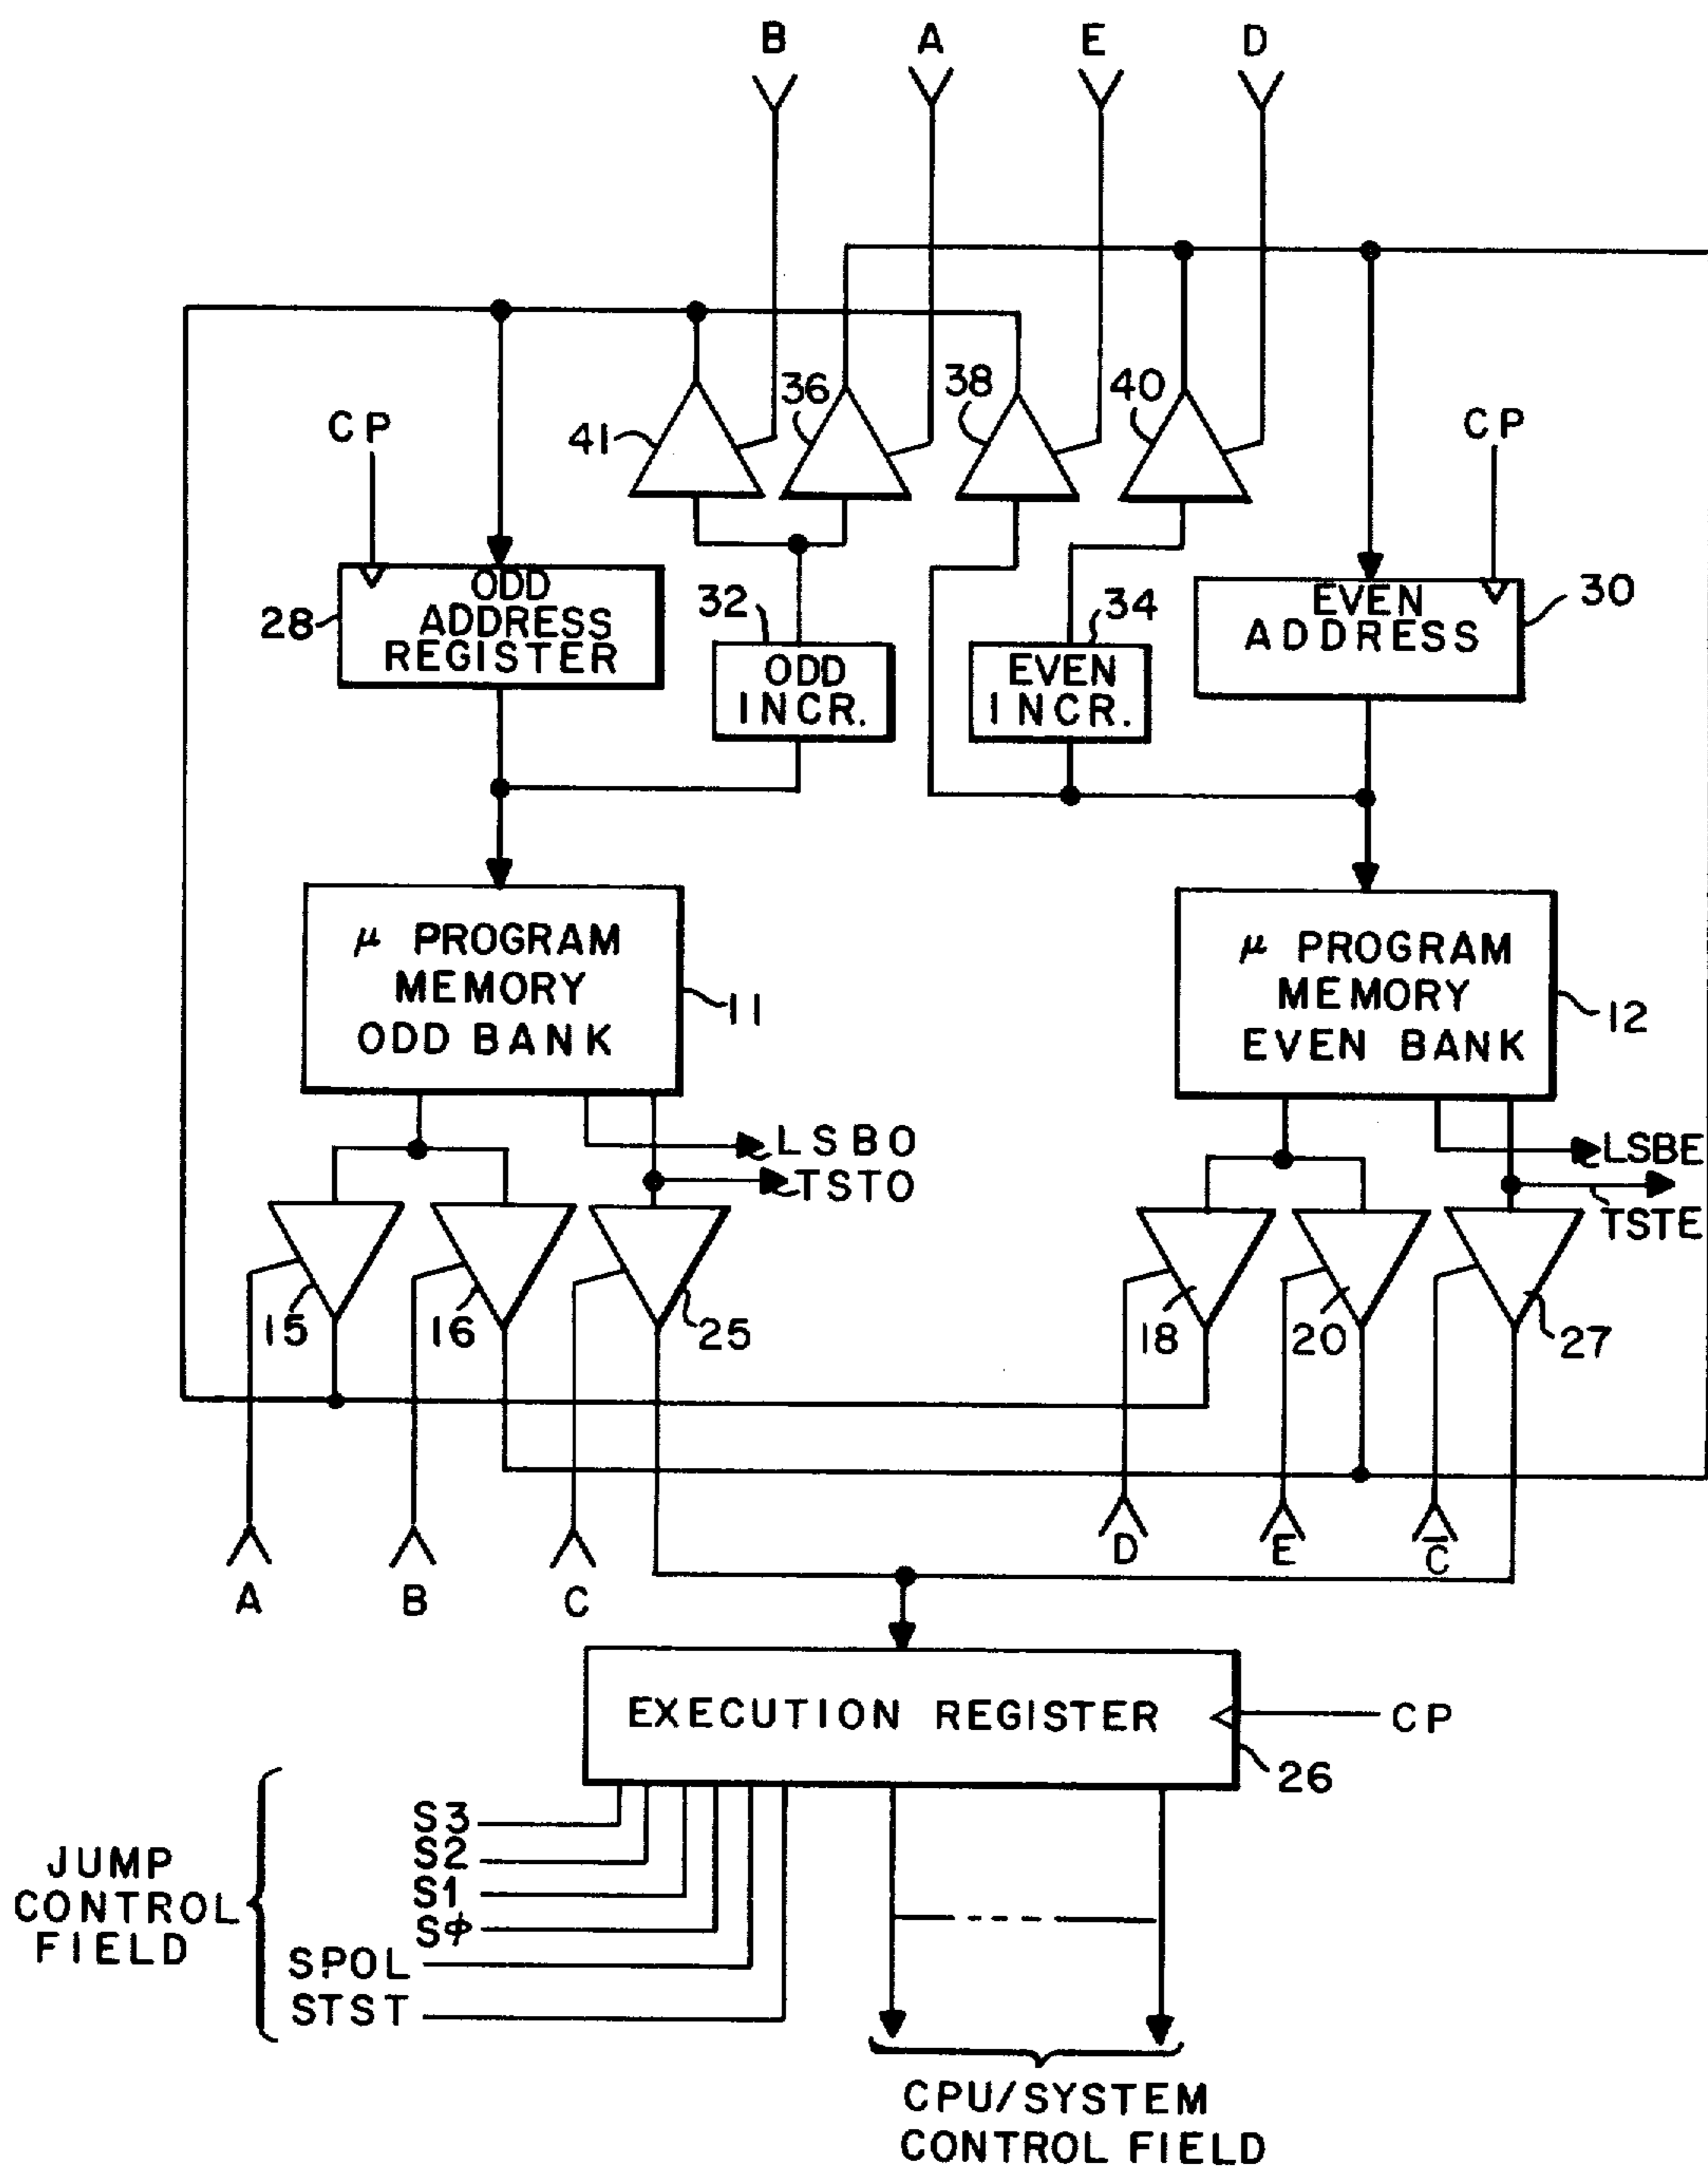 B A E D
36 38 40
41
CP CP
ODD
ADDRESS
REGISTER
28
32
ODD
INCR.
34
EVEN
INCR.
EVEN
ADDRESS
30
μ PROGRAM
MEMORY
ODD BANK
11
μ PROGRAM
MEMORY
EVEN BANK
12
LSBO
TSTO
LSBE
TSTE
15 16 25 18 20 27
A B C D E C̅
EXECUTION REGISTER
CP
26
JUMP
CONTROL
FIELD
S3
S2
S1
Sϕ
SPOL
STST
CPU/SYSTEM
CONTROL FIELD